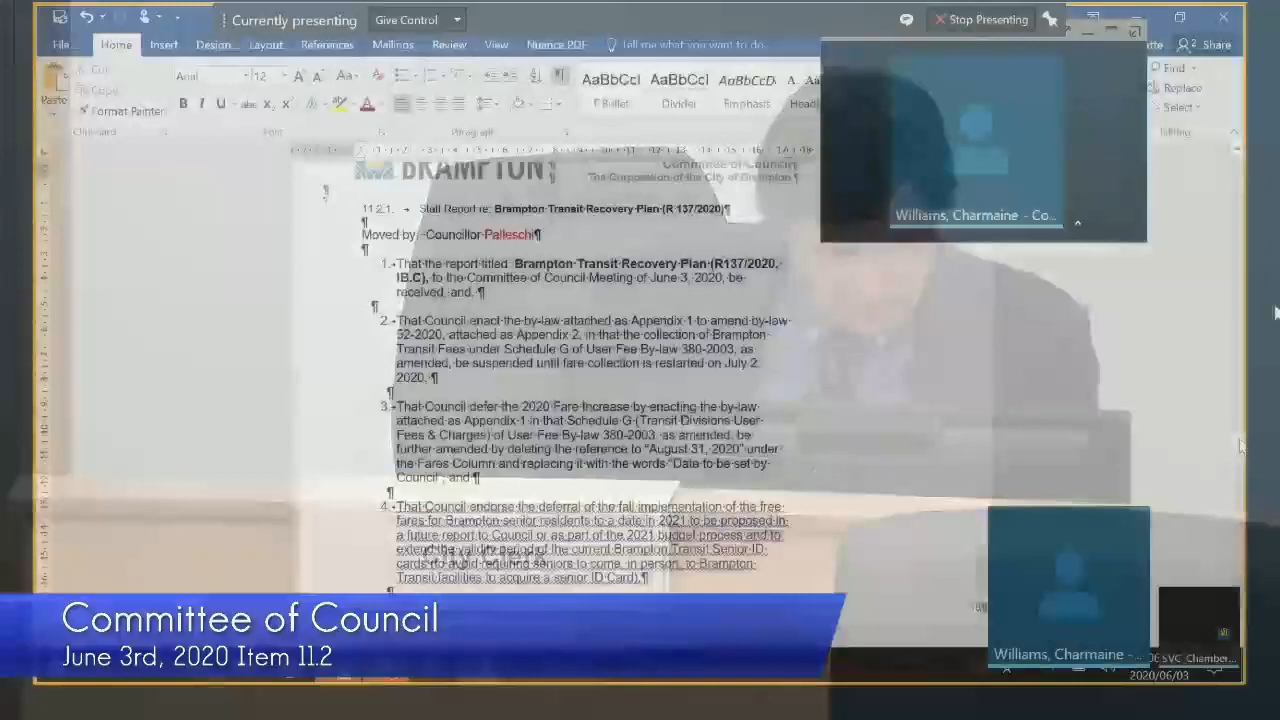 Currently presenting
Give Control
Stop Presenting
File
Home
Insert
Design
Layout
References
Mailings
Review
View
Nuance PDF
Tell me what you want to do
Share
Cut
Copy
Paste
Format Painter
Clipboard
Arial
12
Font
Paragraph
AaBbCcI
AaBbCcI
AaBbCcD
¶ Bullet
Divider
Emphasis
Find
Replace
Select
Editing
BRAMPTON¶
Committee of Council¶
The Corporation of the City of Brampton¶
11.2.1. → Staff Report re: Brampton Transit Recovery Plan (R 137/2020)¶
Moved by: Councillor Palleschi¶
1. That the report titled: Brampton Transit Recovery Plan (R137/2020,
IB.C), to the Committee of Council Meeting of June 3, 2020, be
received, and. ¶
2. That Council enact the by-law attached as Appendix 1 to amend by-law
52-2020, attached as Appendix 2, in that the collection of Brampton
Transit Fees under Schedule G of User Fee By-law 380-2003, as
amended, be suspended until fare collection is restarted on July 2,
2020, ¶
3. That Council defer the 2020 Fare Increase by enacting the by-law
attached as Appendix 1 in that Schedule G (Transit Divisions User
Fees & Charges) of User Fee By-law 380-2003, as amended, be
further amended by deleting the reference to "August 31, 2020" under
the Fares Column and replacing it with the words "Date to be set by
Council", and ¶
4. That Council endorse the deferral of the fall implementation of the free
fares for Brampton senior residents to a date in 2021 to be proposed in
a future report to Council or as part of the 2021 budget process and to
extend the validity period of the current Brampton Transit Senior ID
cards (to avoid requiring seniors to come, in person, to Brampton
Transit facilities to acquire a senior ID Card).¶
City Clerk
Williams, Charmaine - Co...
Williams, Charmaine - ...
SVC_Chamber...
2020/06/03
Committee of Council
June 3rd, 2020 Item 11.2